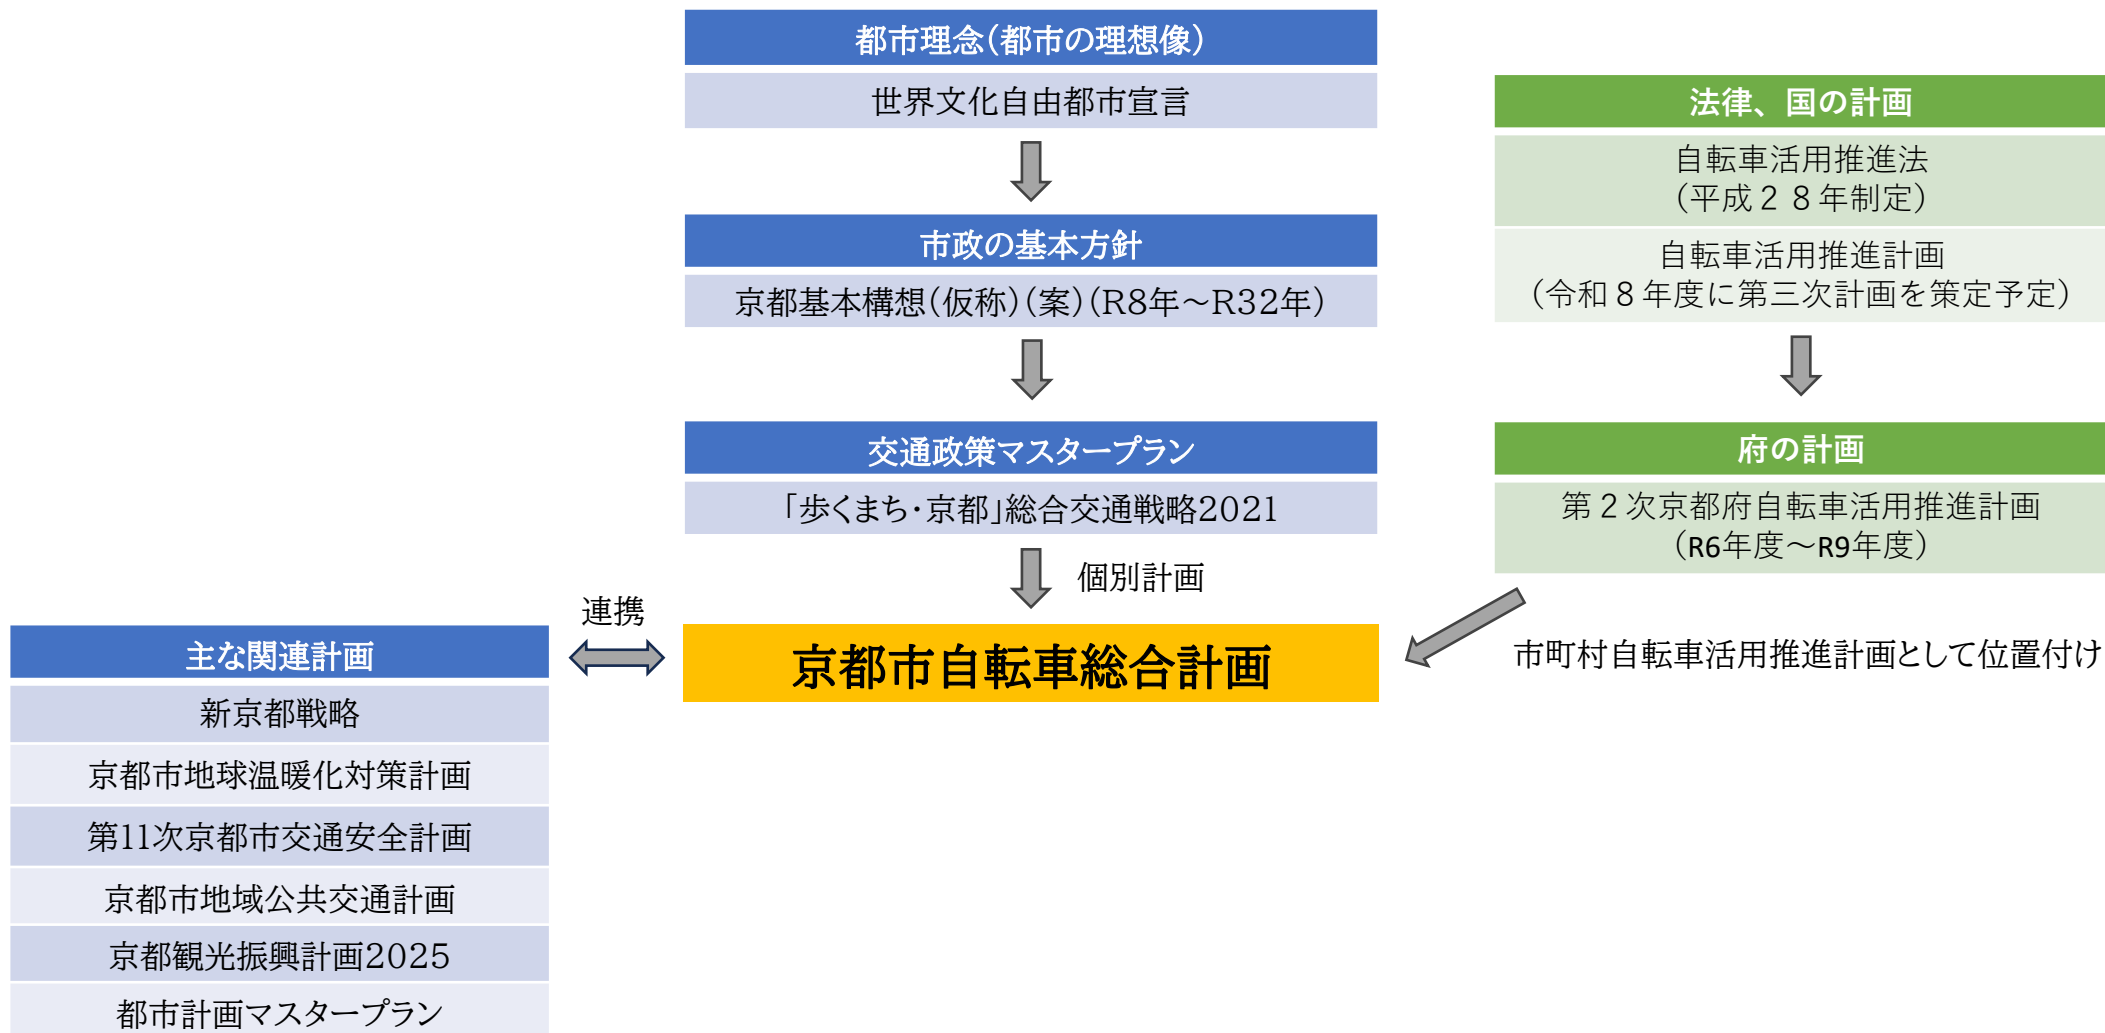 都市理念(都市の理想像)
世界文化自由都市宣言
市政の基本方針
京都基本構想(仮称)(案)(R8年～R32年)
交通政策マスタープラン
「歩くまち・京都」総合交通戦略2021
個別計画
京都市自転車総合計画
連携
主な関連計画
新京都戦略
京都市地球温暖化対策計画
第11次京都市交通安全計画
京都市地域公共交通計画
京都観光振興計画2025
都市計画マスタープラン
法律、国の計画
自転車活用推進法
(平成２８年制定)
自転車活用推進計画
(令和８年度に第三次計画を策定予定)
府の計画
第２次京都府自転車活用推進計画
(R6年度～R9年度)
市町村自転車活用推進計画として位置付け